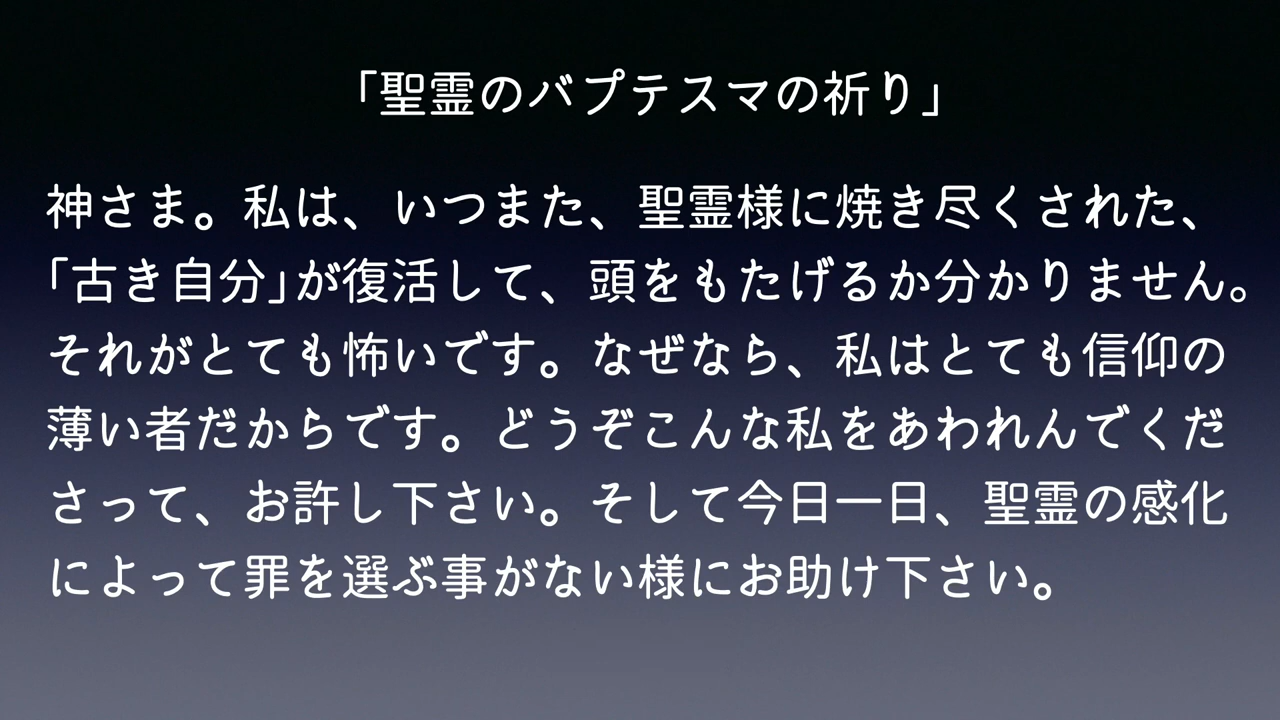 「聖霊のバプテスマの祈り」
神さま。私は、いつまた、聖霊様に焼き尽くされた、
「古き自分」が復活して、頭をもたげるか分かりません。
それがとても怖いです。なぜなら、私はとても信仰の
薄い者だからです。どうぞこんな私をあわれんでくだ
さって、お許し下さい。そして今日一日、聖霊の感化
によって罪を選ぶ事がない様にお助け下さい。